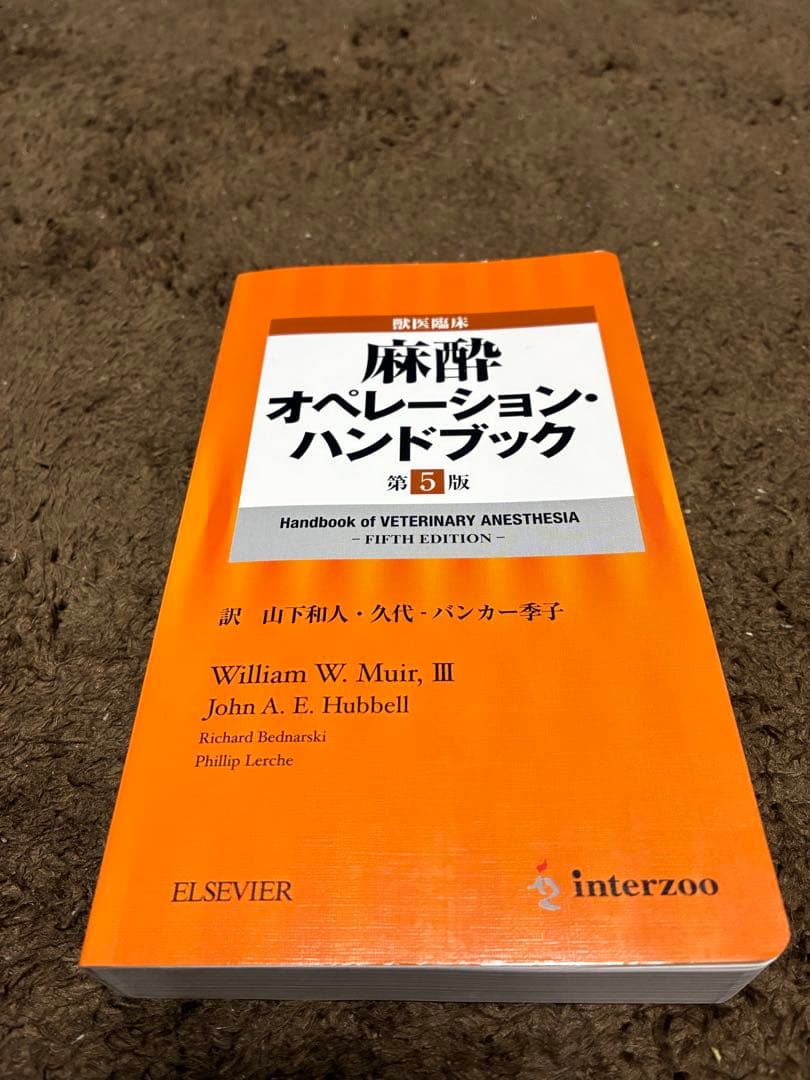 獣医臨床
麻酔
オペレーション・
ハンドブック
第5版
Handbook of VETERINARY ANESTHESIA
- FIFTH EDITION -
訳 山下和人・久代-バンカー季子
William W. Muir, III
John A. E. Hubbell
Richard Bednarski
Phillip Lerche
ELSEVIER
interzoo